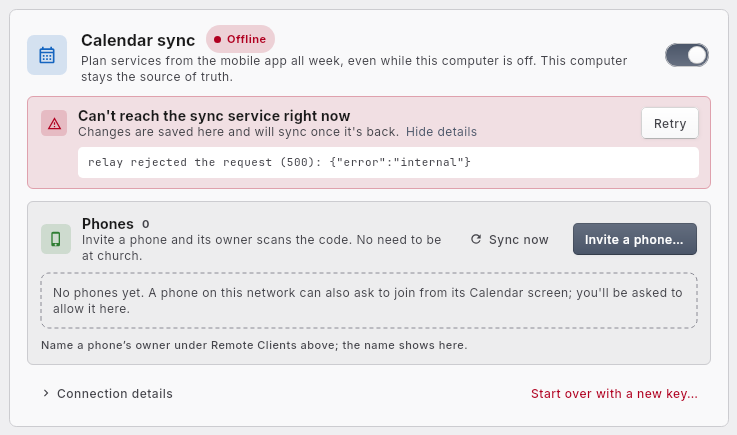 Calendar sync
Offline
Plan services from the mobile app all week, even while this computer is off. This computer
stays the source of truth.
Can't reach the sync service right now
Changes are saved here and will sync once it's back. Hide details
Retry
relay rejected the request (500): {"error":"internal"}
Phones 0
Invite a phone and its owner scans the code. No need to be
at church.
Sync now
Invite a phone...
No phones yet. A phone on this network can also ask to join from its Calendar screen; you'll be asked to
allow it here.
Name a phone’s owner under Remote Clients above; the name shows here.
Connection details
Start over with a new key...